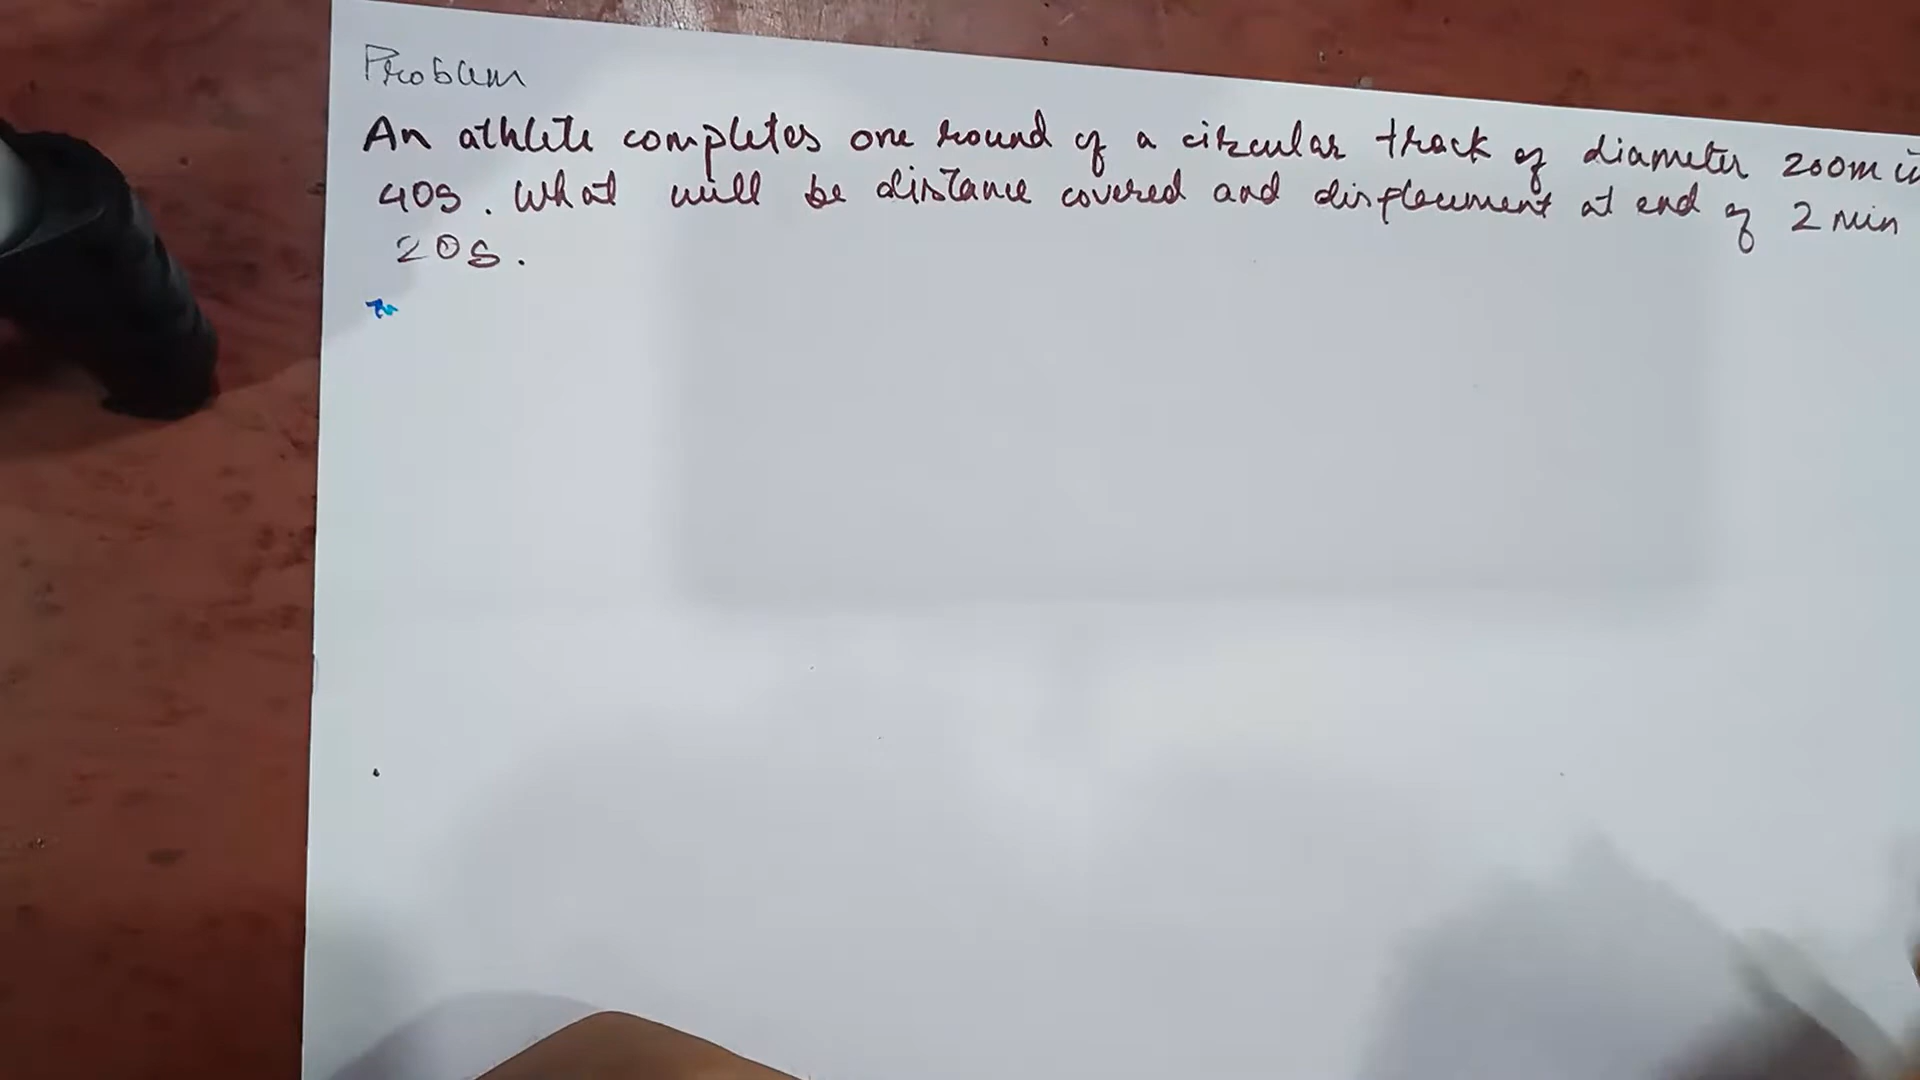 Problem
An athlete completes one round of a circular track of diameter 200m in
40s. What will be distance covered and displacement at end of 2 min
20s.